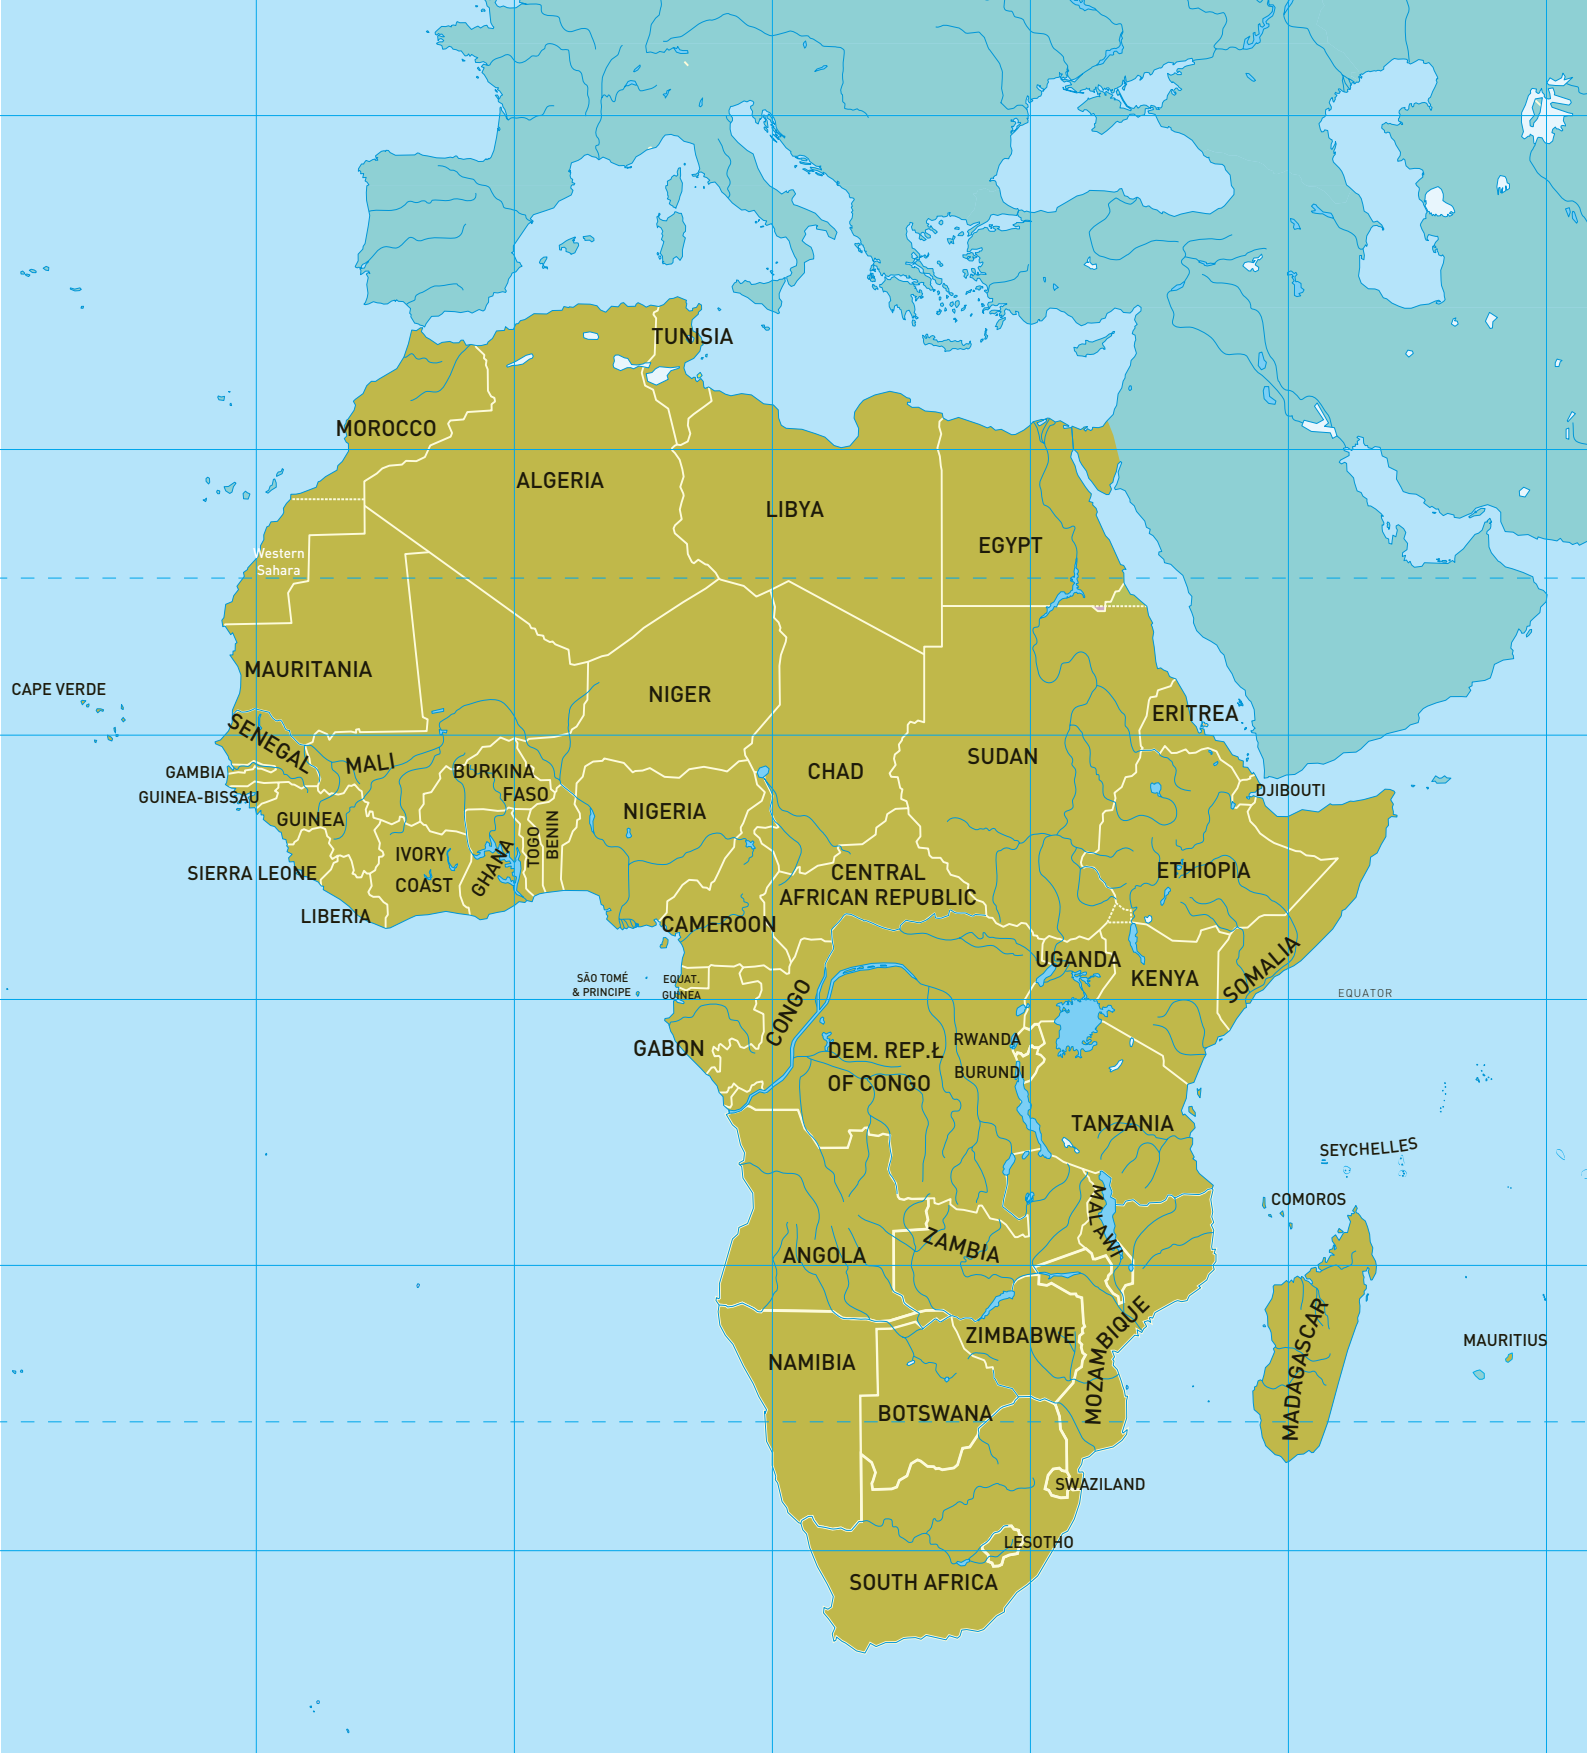 TUNISIA
MOROCCO
ALGERIA
LIBYA
EGYPT
Western
Sahara
MAURITANIA
CAPE VERDE
NIGER
ERITREA
SENEGAL
MALI
SUDAN
CHAD
GAMBIA
BURKINA
FASO
DJIBOUTI
GUINEA-BISSAU
NIGERIA
GUINEA
TOGO
BENIN
IVORY
COAST
GHANA
SIERRA LEONE
CENTRAL
AFRICAN REPUBLIC
ETHIOPIA
LIBERIA
CAMEROON
UGANDA
KENYA
SOMALIA
SÃO TOMÉ
& PRINCIPE
EQUAT.
GUINEA
EQUATOR
CONGO
GABON
DEM. REP.Ł
OF CONGO
RWANDA
BURUNDI
TANZANIA
SEYCHELLES
COMOROS
MAL AWI
ANGOLA
ZAMBIA
ZIMBABWE
MOZAMBIQUE
MADAGASCAR
MAURITIUS
NAMIBIA
BOTSWANA
SWAZILAND
LESOTHO
SOUTH AFRICA